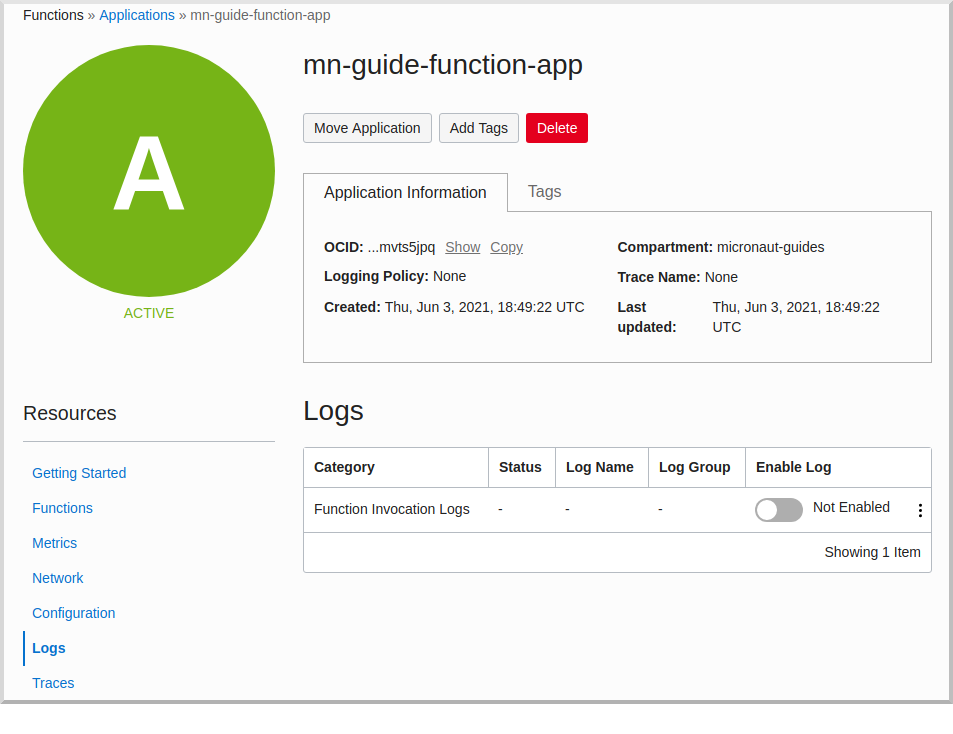 Functions » Applications » mn-guide-function-app
A
ACTIVE
mn-guide-function-app
Move Application Add Tags Delete
Application Information Tags
OCID: ...mvts5jpq Show Copy
Logging Policy: None
Created: Thu, Jun 3, 2021, 18:49:22 UTC
Compartment: micronaut-guides
Trace Name: None
Last updated: Thu, Jun 3, 2021, 18:49:22 UTC
Resources
Getting Started
Functions
Metrics
Network
Configuration
Logs
Traces
Logs
Category Status Log Name Log Group Enable Log
Function Invocation Logs - - - Not Enabled
Showing 1 Item